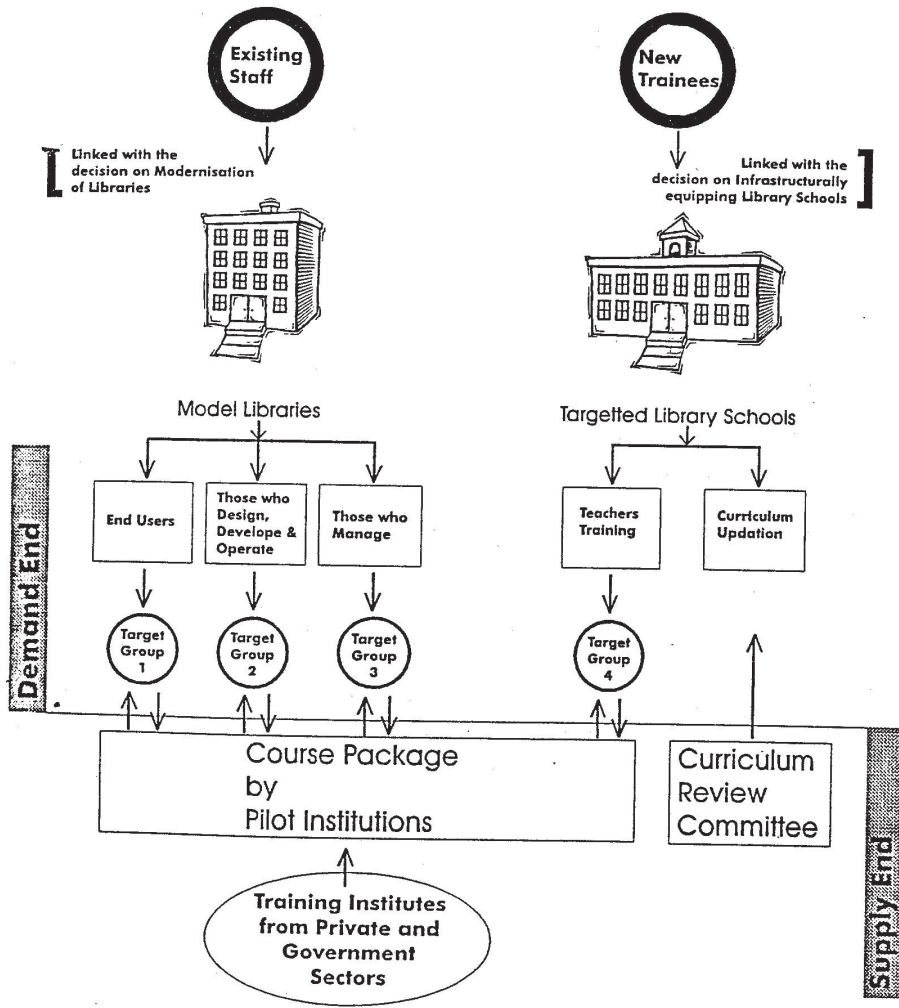 Existing
Staff
New
Trainees
Linked with the
decision on Modernisation
of Libraries
Linked with the
decision on Infrastructurally
equipping Library Schools
Model Libraries
Targetted Library Schools
End Users
Those who
Design,
Develope &
Operate
Those who
Manage
Teachers
Training
Curriculum
Updation
Target
Group
1
Target
Group
2
Target
Group
3
Target
Group
4
Demand End
Course Package
by
Pilot Institutions
Curriculum
Review
Committee
Training Institutes
from Private and
Government
Sectors
Supply End